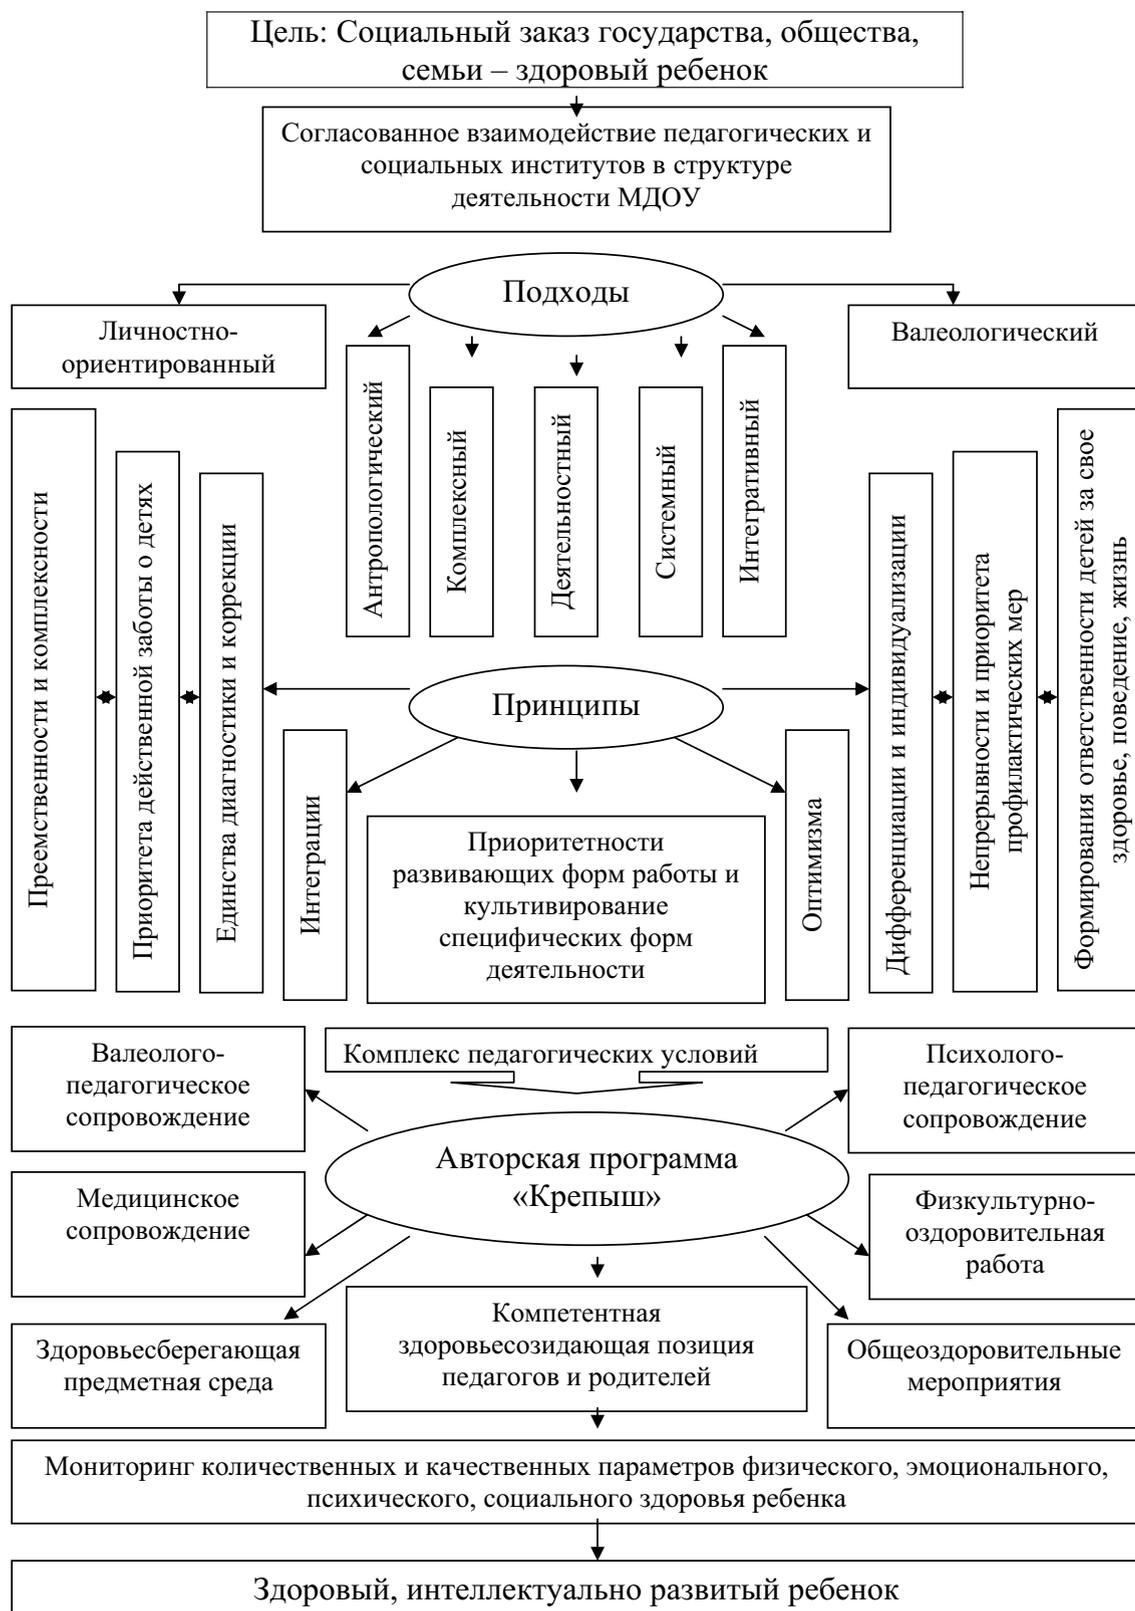 Цель: Социальный заказ государства, общества,
семьи – здоровый ребенок
Согласованное взаимодействие педагогических и
социальных институтов в структуре
деятельности МДОУ
Подходы
Личностно-
ориентированный
Валеологический
Антропологический
Комплексный
Деятельностный
Системный
Интегративный
Преемственности и комплексности
Приоритета действенной заботы о детях
Единства диагностики и коррекции
Принципы
Интеграции
Приоритетности
развивающих форм работы и
культивирование
специфических форм
деятельности
Оптимизма
Дифференциации и индивидуализации
Непрерывности и приоритета
профилактических мер
Формирования ответственности детей за свое
здоровье, поведение, жизнь
Комплекс педагогических условий
Валеолого-
педагогическое
сопровождение
Психолого-
педагогическое
сопровождение
Авторская программа
«Крепыш»
Медицинское
сопровождение
Физкультурно-
оздоровительная
работа
Здоровьесберегающая
предметная среда
Компетентная
здоровьесозидающая позиция
педагогов и родителей
Общеоздоровительные
мероприятия
Мониторинг количественных и качественных параметров физического, эмоционального,
психического, социального здоровья ребенка
Здоровый, интеллектуально развитый ребенок